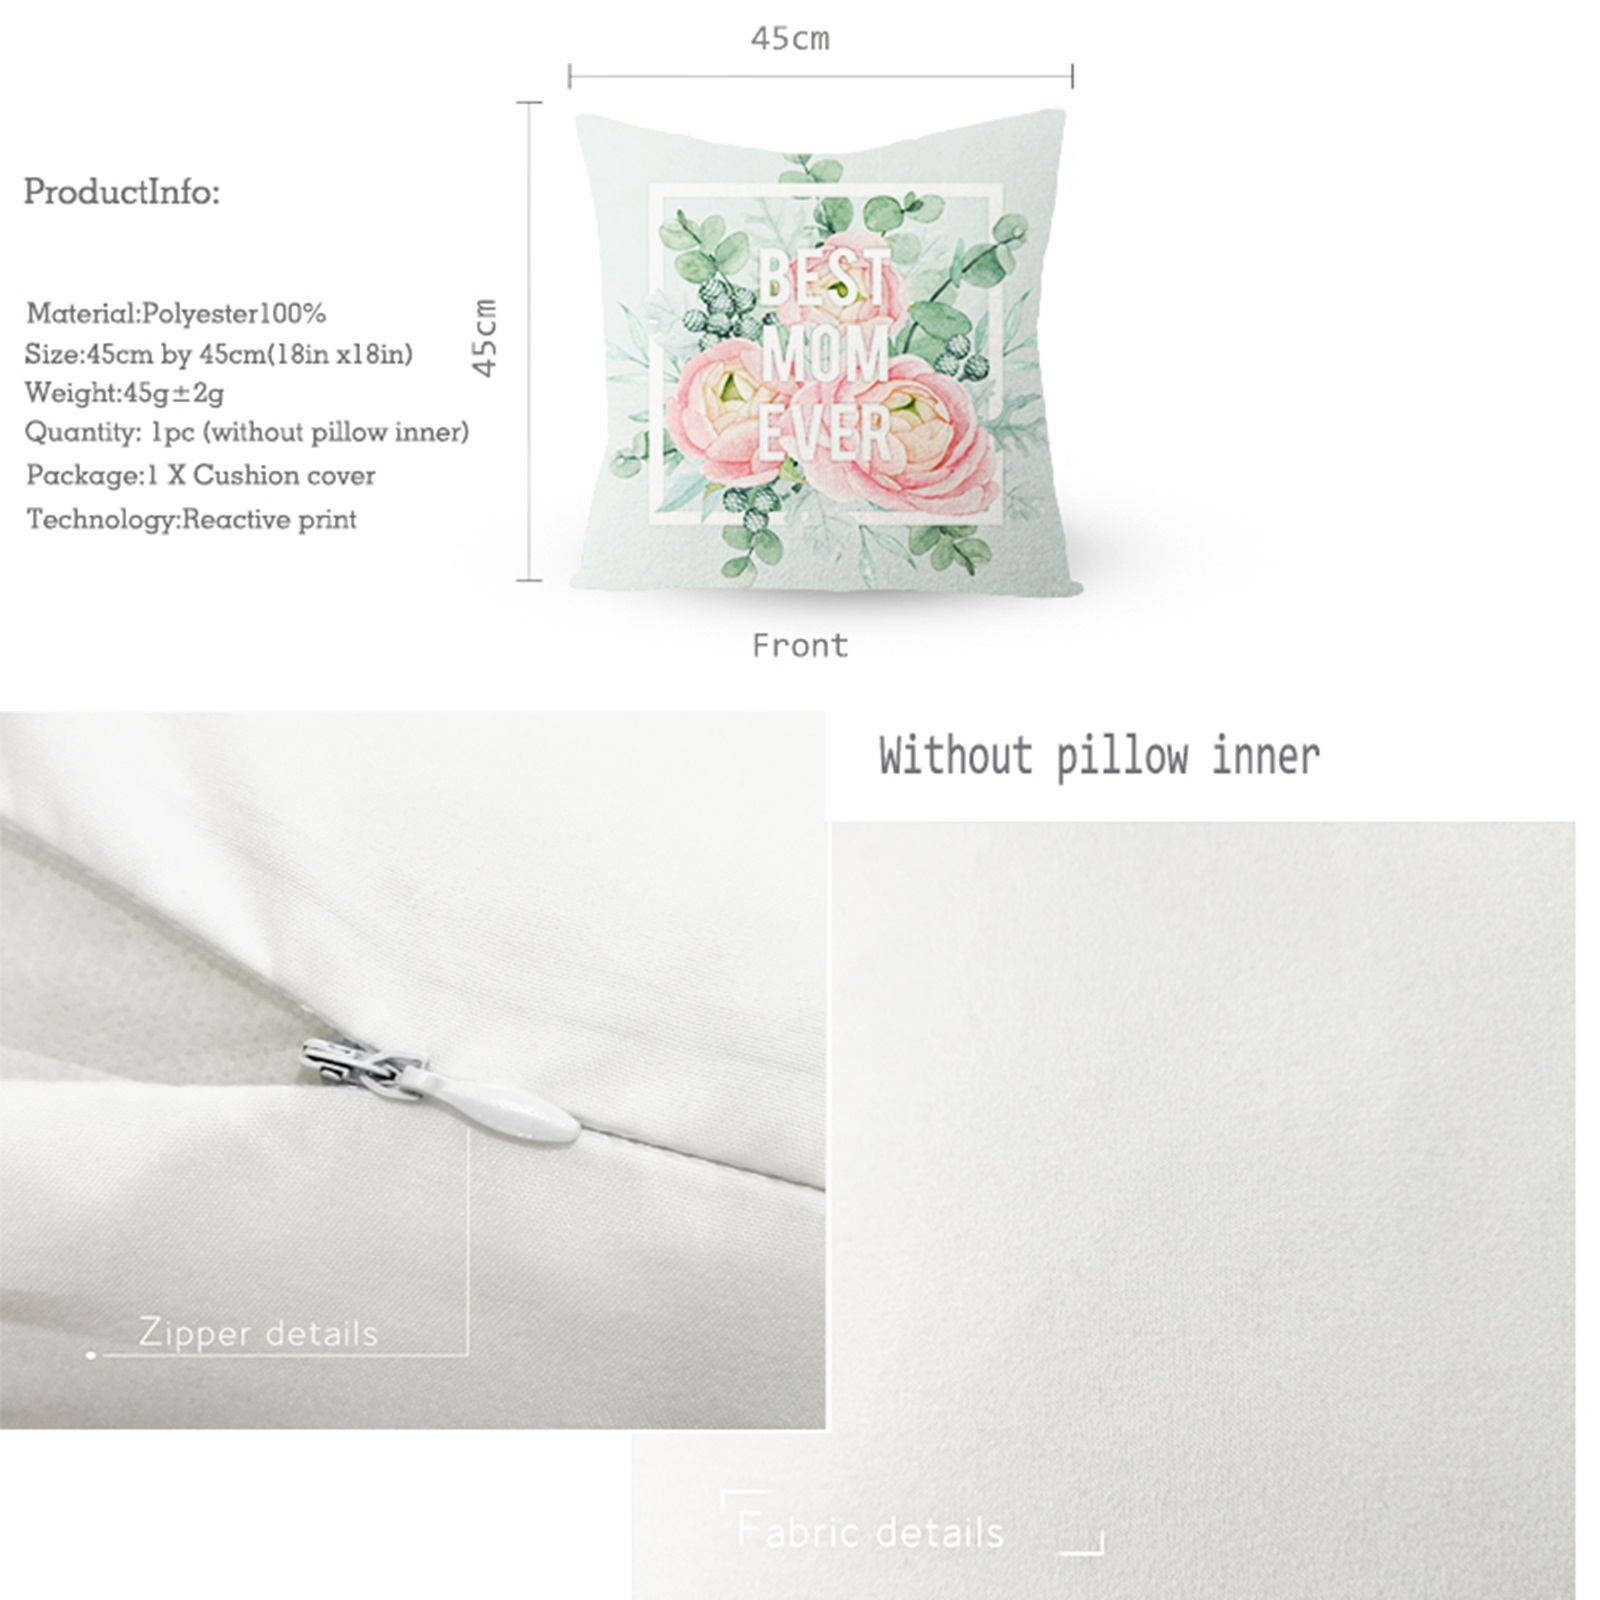 45cm
45cm
ProductInfo:
Material:Polyester100%
Size:45cm by 45cm(18in x18in)
Weight:45g±2g
Quantity: 1pc (without pillow inner)
Package:1 X Cushion cover
Technology:Reactive print
BEST
MOM
EVER
Front
Without pillow inner
Zipper details
Fabric details